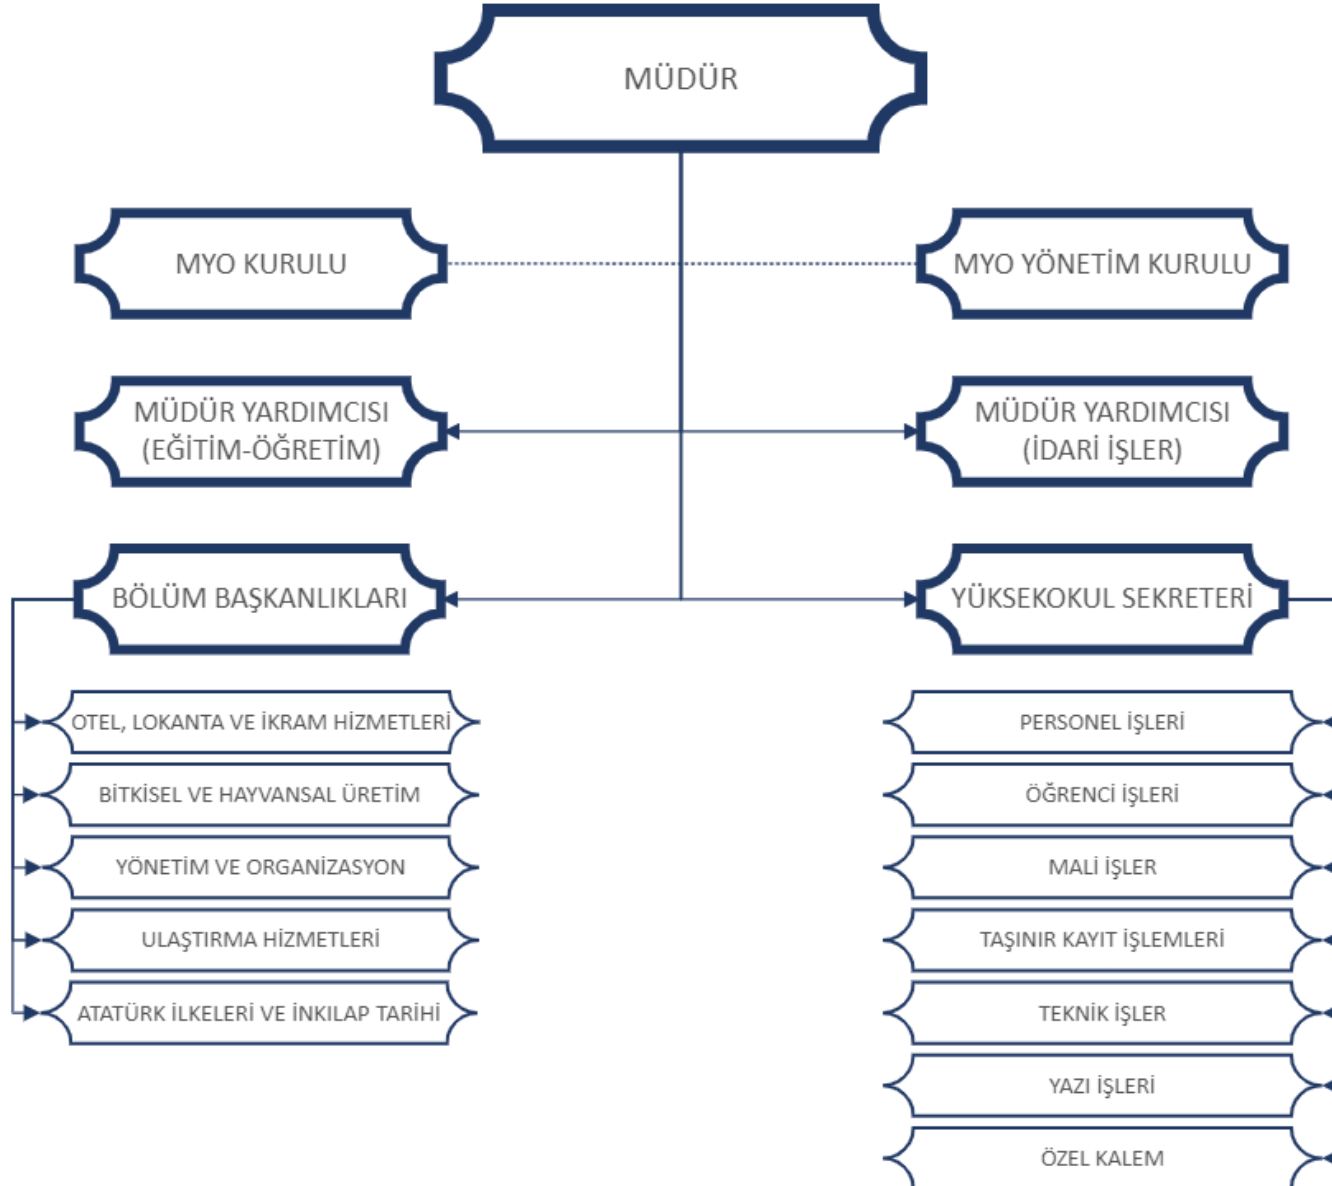 MÜDÜR
MYO KURULU
MYO YÖNETİM KURULU
MÜDÜR YARDIMCISI
(EĞİTİM-ÖĞRETİM)
MÜDÜR YARDIMCISI
(İDARİ İŞLER)
BÖLÜM BAŞKANLIKLARI
YÜKSEKOKUL SEKRETERİ
OTEL, LOKANTA VE İKRAM HİZMETLERİ
BİTKİSEL VE HAYVANSAL ÜRETİM
YÖNETİM VE ORGANİZASYON
ULAŞTIRMA HİZMETLERİ
ATATÜRK İLKELERİ VE İNKILAP TARİHİ
PERSONEL İŞLERİ
ÖĞRENCİ İŞLERİ
MALİ İŞLER
TAŞINIR KAYIT İŞLEMLERİ
TEKNİK İŞLER
YAZI İŞLERİ
ÖZEL KALEM